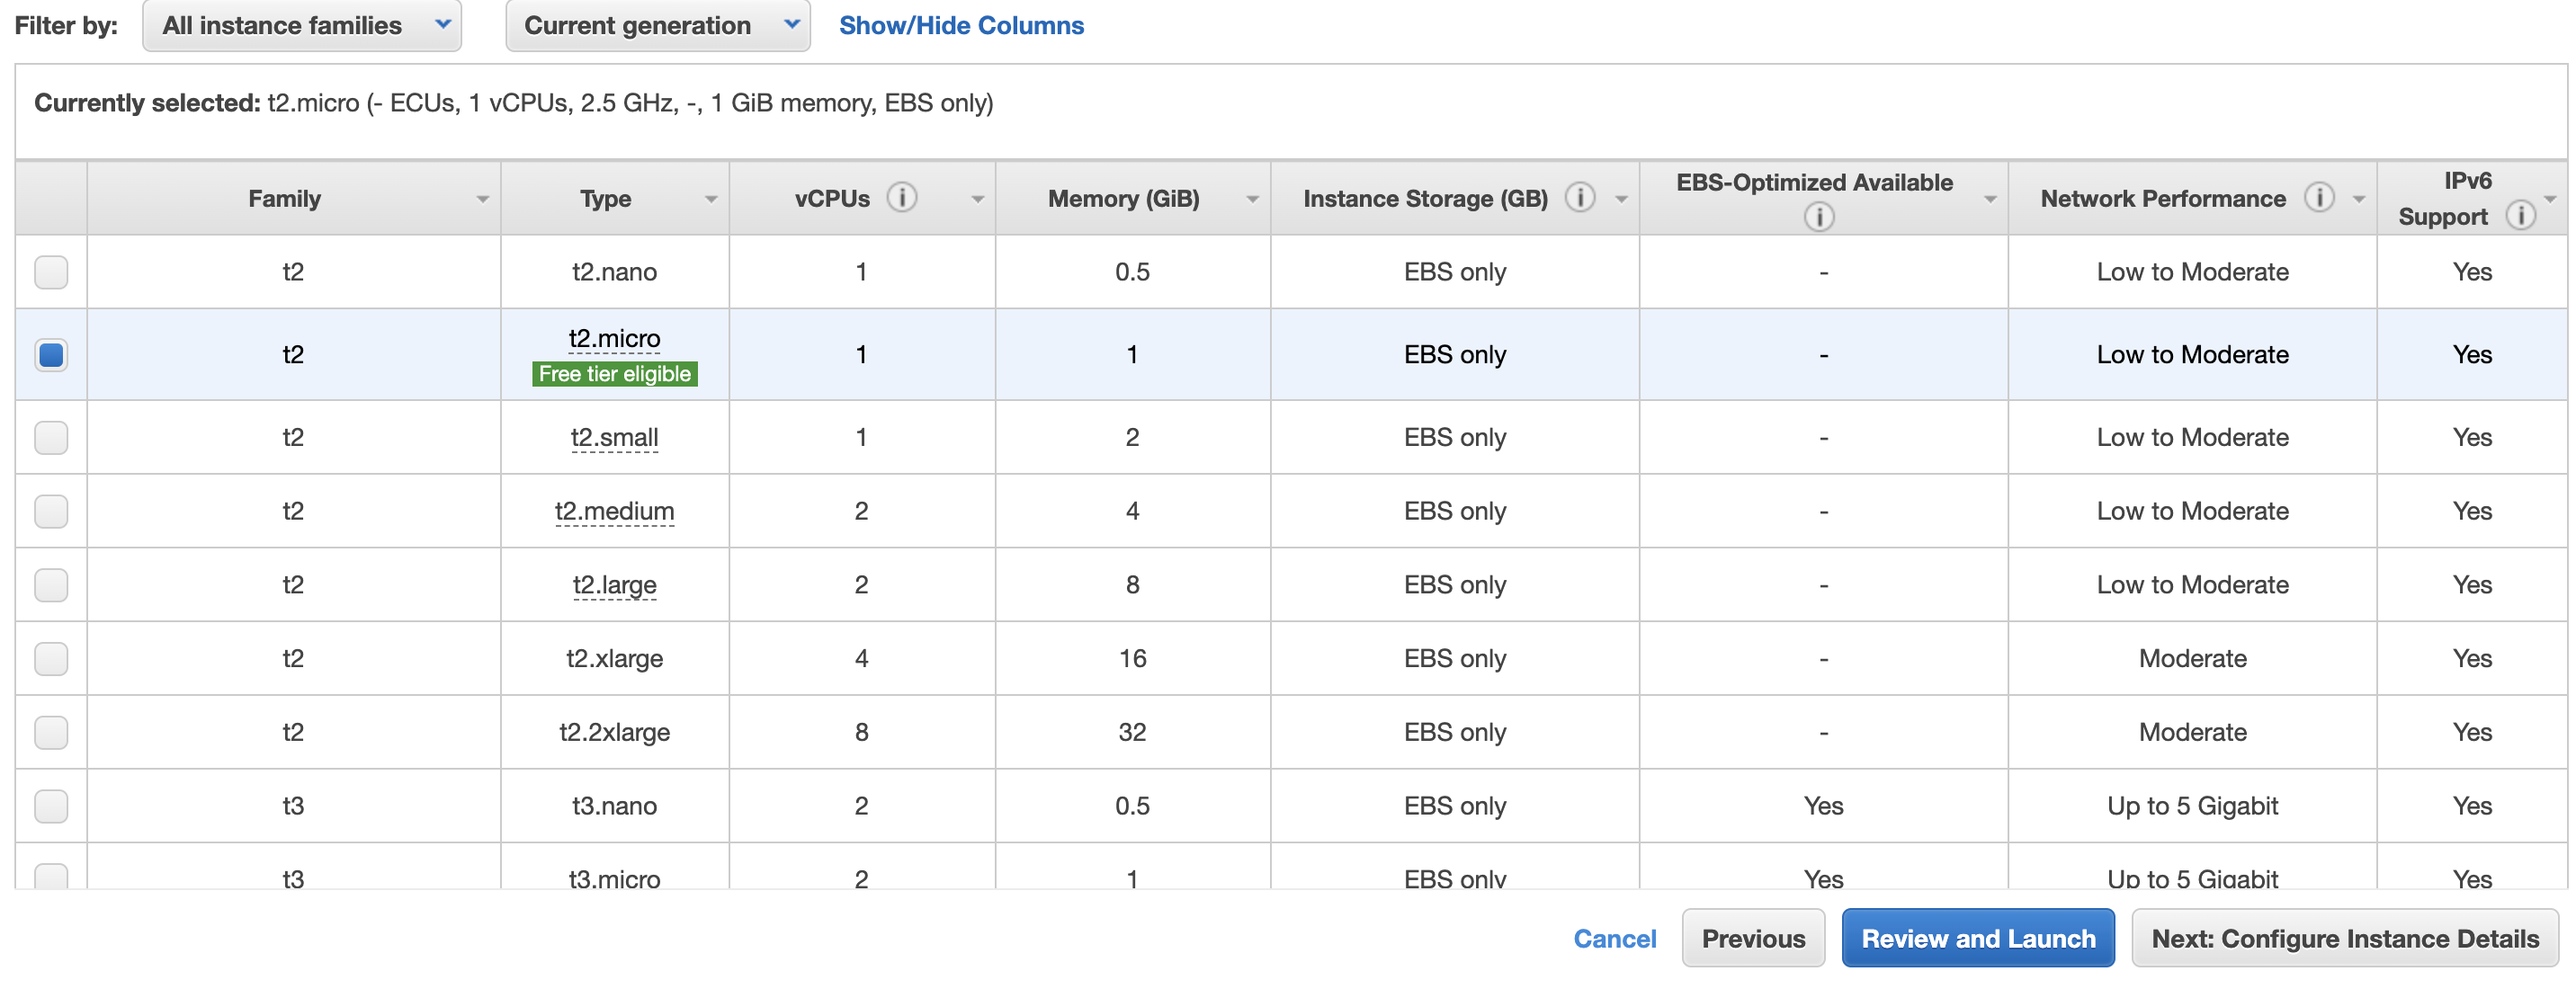 Filter by: All instance families Current generation Show/Hide Columns
Currently selected: t2.micro (- ECUs, 1 vCPUs, 2.5 GHz, -, 1 GiB memory, EBS only)
Family Type vCPUs i Memory (GiB) Instance Storage (GB) i EBS-Optimized Available i Network Performance i IPv6 Support i
t2 t2.nano 1 0.5 EBS only - Low to Moderate Yes
t2 t2.micro 1 1 EBS only - Low to Moderate Yes
Free tier eligible
t2 t2.small 1 2 EBS only - Low to Moderate Yes
t2 t2.medium 2 4 EBS only - Low to Moderate Yes
t2 t2.large 2 8 EBS only - Low to Moderate Yes
t2 t2.xlarge 4 16 EBS only - Moderate Yes
t2 t2.2xlarge 8 32 EBS only - Moderate Yes
t3 t3.nano 2 0.5 EBS only Yes Up to 5 Gigabit Yes
t3 t3.micro 2 1 EBS only Yes Up to 5 Gigabit Yes
Cancel Previous Review and Launch Next: Configure Instance Details